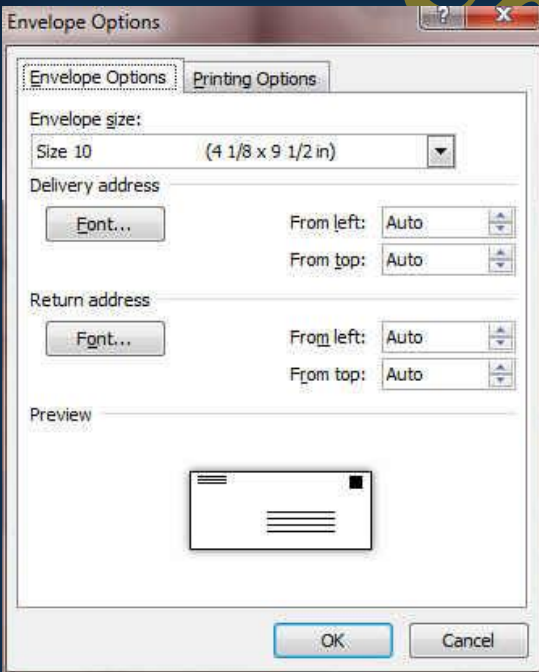 Envelope Options
? X
Envelope Options Printing Options
Envelope size:
Size 10 (4 1/8 x 9 1/2 in)
Delivery address
Font... From left: Auto
From top: Auto
Return address
Font... From left: Auto
From top: Auto
Preview
OK Cancel